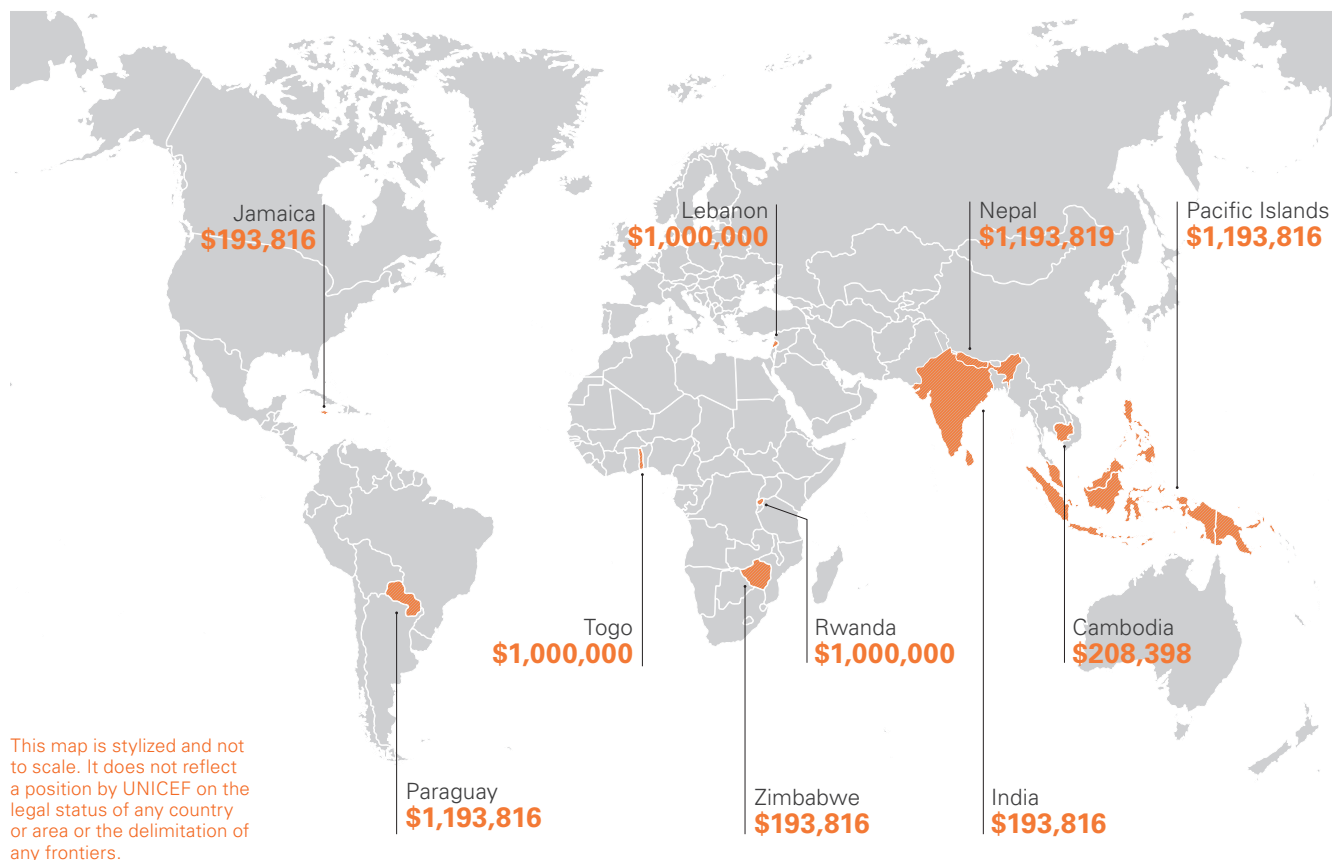 Jamaica
$193,816
Lebanon
$1,000,000
Nepal
$1,193,819
Pacific Islands
$1,193,816
Togo
$1,000,000
Rwanda
$1,000,000
Cambodia
$208,398
This map is stylized and not
to scale. It does not reflect
a position by UNICEF on the
legal status of any country
or area or the delimitation of
any frontiers.
Paraguay
$1,193,816
Zimbabwe
$193,816
India
$193,816